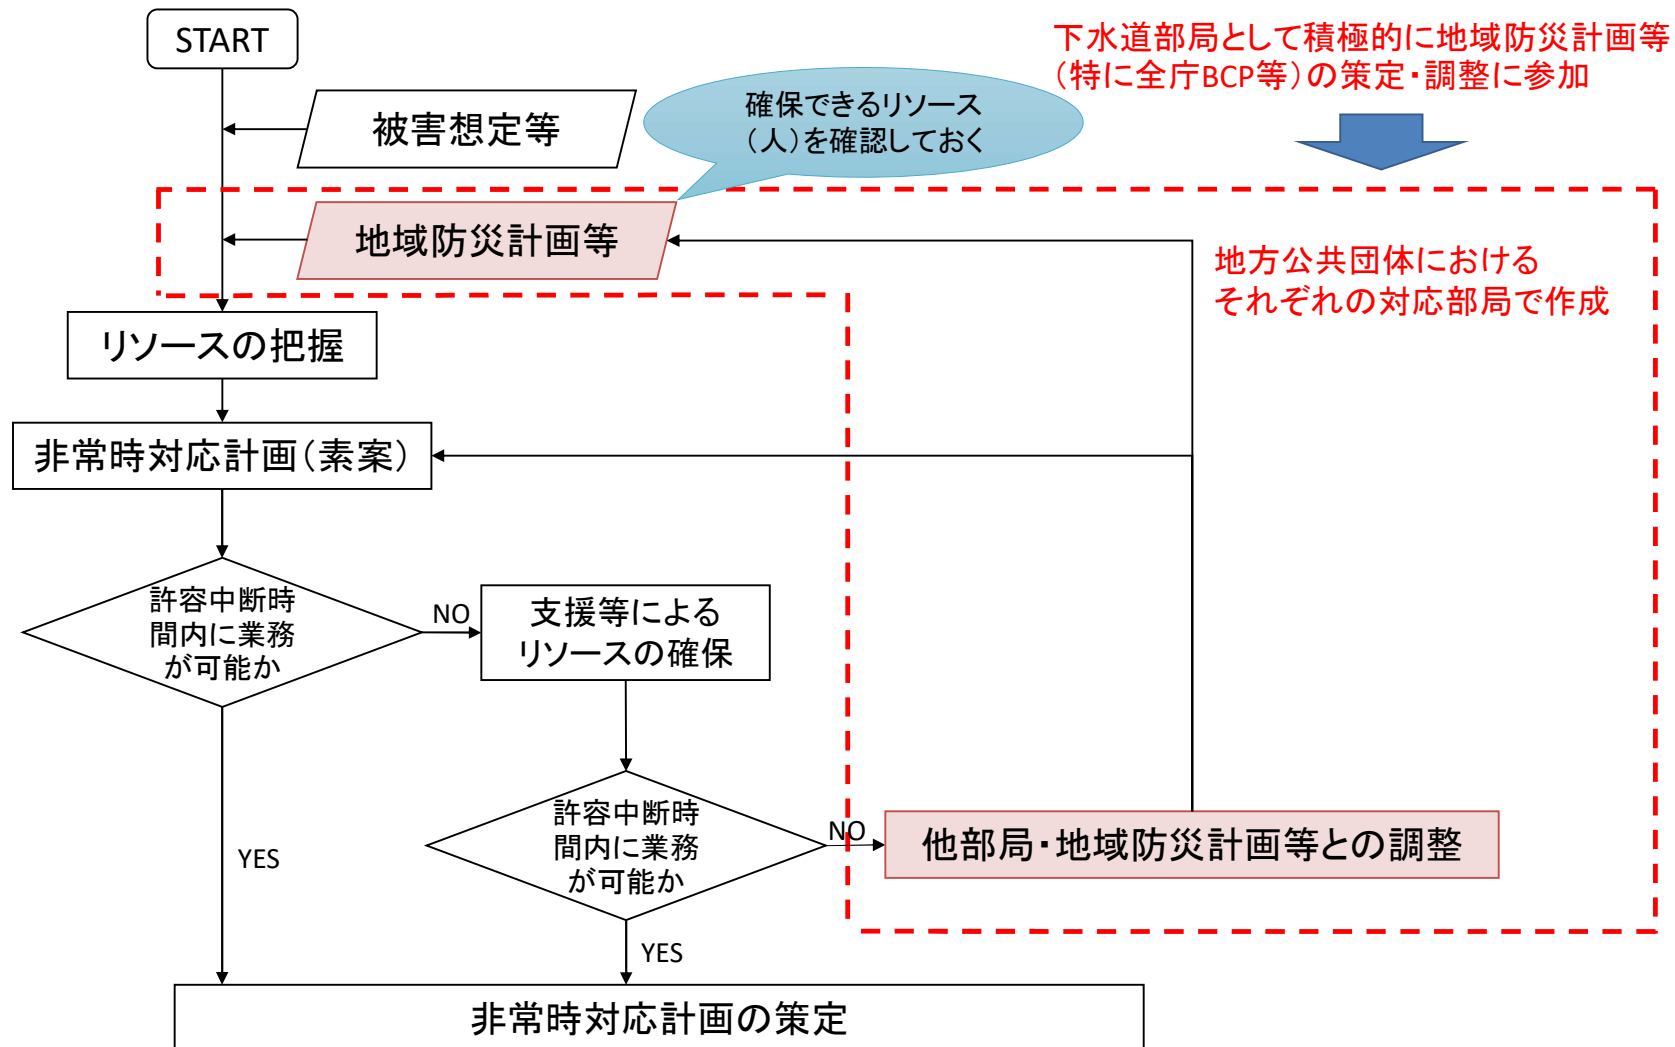 START
下水道部局として積極的に地域防災計画等
（特に全庁BCP等）の策定・調整に参加
被害想定等
確保できるリソース
（人）を確認しておく
地域防災計画等
地方公共団体における
それぞれの対応部局で作成
リソースの把握
非常時対応計画（素案）
許容中断時
間内に業務
が可能か
NO
支援等による
リソースの確保
YES
許容中断時
間内に業務
が可能か
NO
他部局・地域防災計画等との調整
YES
非常時対応計画の策定